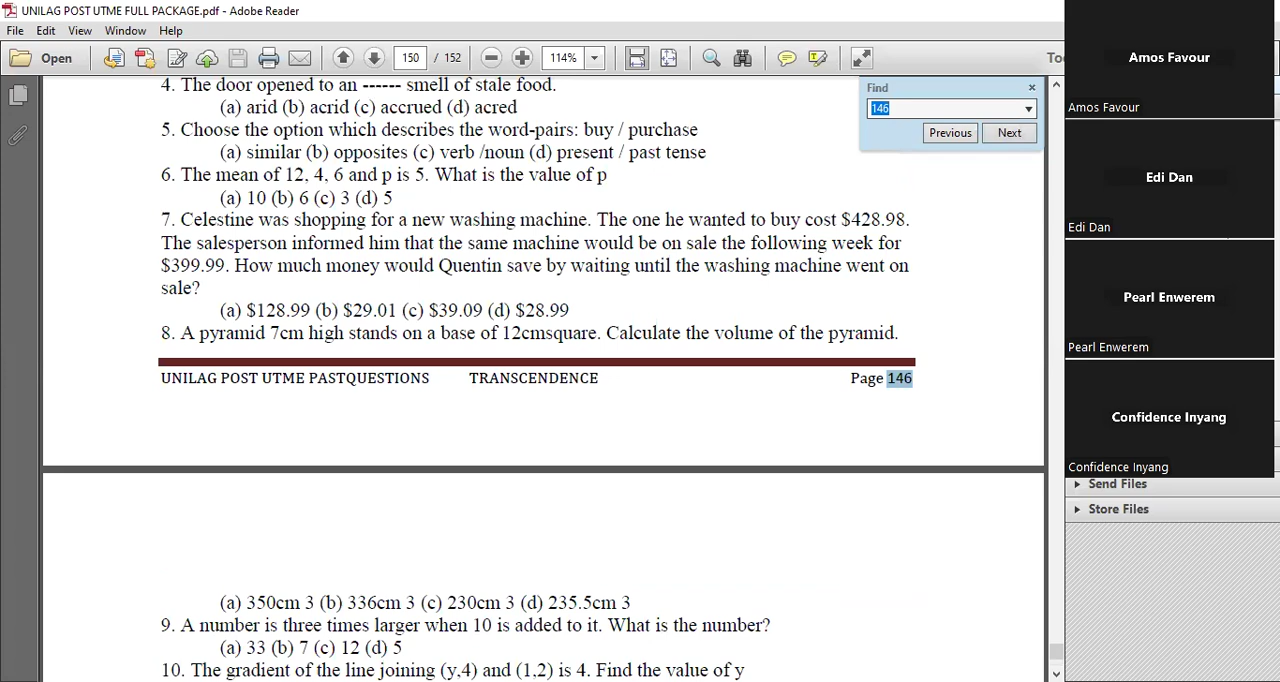 UNILAG POST UTME FULL PACKAGE.pdf - Adobe Reader
File Edit View Window Help
Open 150 / 152 114%
Find
146
Previous Next
4. The door opened to an ------ smell of stale food.
(a) arid (b) acrid (c) accrued (d) acred
5. Choose the option which describes the word-pairs: buy / purchase
(a) similar (b) opposites (c) verb /noun (d) present / past tense
6. The mean of 12, 4, 6 and p is 5. What is the value of p
(a) 10 (b) 6 (c) 3 (d) 5
7. Celestine was shopping for a new washing machine. The one he wanted to buy cost $428.98.
The salesperson informed him that the same machine would be on sale the following week for
$399.99. How much money would Quentin save by waiting until the washing machine went on
sale?
(a) $128.99 (b) $29.01 (c) $39.09 (d) $28.99
8. A pyramid 7cm high stands on a base of 12cmsquare. Calculate the volume of the pyramid.
UNILAG POST UTME PASTQUESTIONS TRANSCENDENCE Page 146
(a) 350cm 3 (b) 336cm 3 (c) 230cm 3 (d) 235.5cm 3
9. A number is three times larger when 10 is added to it. What is the number?
(a) 33 (b) 7 (c) 12 (d) 5
10. The gradient of the line joining (y,4) and (1,2) is 4. Find the value of y
Amos Favour
Amos Favour
Edi Dan
Edi Dan
Pearl Enwerem
Pearl Enwerem
Confidence Inyang
Confidence Inyang
Send Files
Store Files